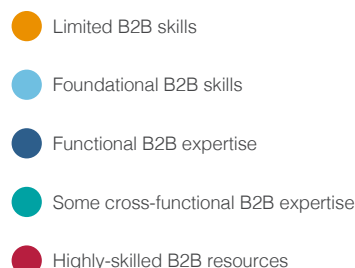 Limited B2B skills
Foundational B2B skills
Functional B2B expertise
Some cross-functional B2B expertise
Highly-skilled B2B resources